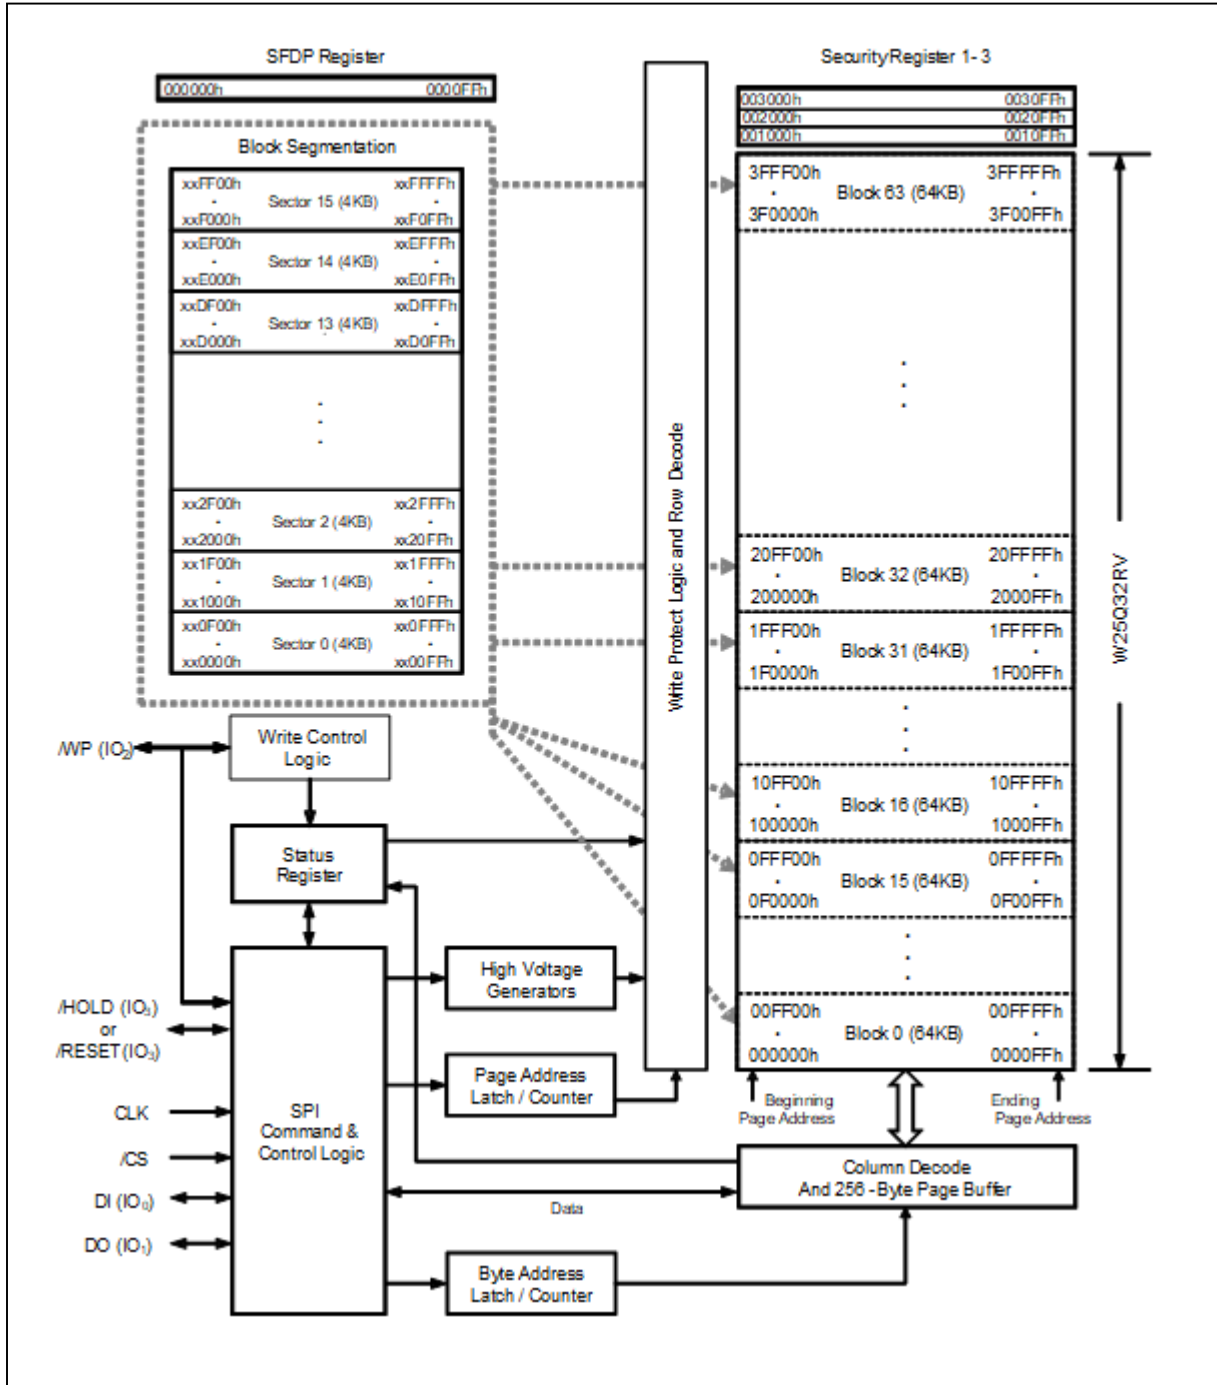 SFDP Register
000000h 0000FFh
Block Segmentation
xxFF00h xxFFFFh
Sector 15 (4KB)
xxF000h xxF0FFh
xxEF00h xxEFFFh
Sector 14 (4KB)
xxE000h xxE0FFh
xxDF00h xxDFFFh
Sector 13 (4KB)
xxD000h xxD0FFh
xx2F00h xx2FFFh
Sector 2 (4KB)
xx2000h xx20FFh
xx1F00h xx1FFFh
Sector 1 (4KB)
xx1000h xx10FFh
xx0F00h xx0FFFh
Sector 0 (4KB)
xx0000h xx00FFh
Write Protect Logic and Row Decode
Security Register 1-3
003000h 0030FFh
002000h 0020FFh
001000h 0010FFh
3FFF00h 3FFFFFh
Block 63 (64KB)
3F0000h 3F00FFh
20FF00h 20FFFFh
Block 32 (64KB)
200000h 2000FFh
1FFF00h 1FFFFFh
Block 31 (64KB)
1F0000h 1F00FFh
10FF00h 10FFFFh
Block 16 (64KB)
100000h 1000FFh
0FFF00h 0FFFFFh
Block 15 (64KB)
0F0000h 0F00FFh
00FF00h 00FFFFh
Block 0 (64KB)
000000h 0000FFh
W25Q32RV
Beginning
Page Address
Ending
Page Address
/WP (IO2)
Write Control
Logic
Status
Register
/HOLD (IO3)
or
/RESET (IO3)
CLK
/CS
DI (IO0)
DO (IO1)
SPI
Command &
Control Logic
High Voltage
Generators
Page Address
Latch / Counter
Data
Byte Address
Latch / Counter
Column Decode
And 256-Byte Page Buffer